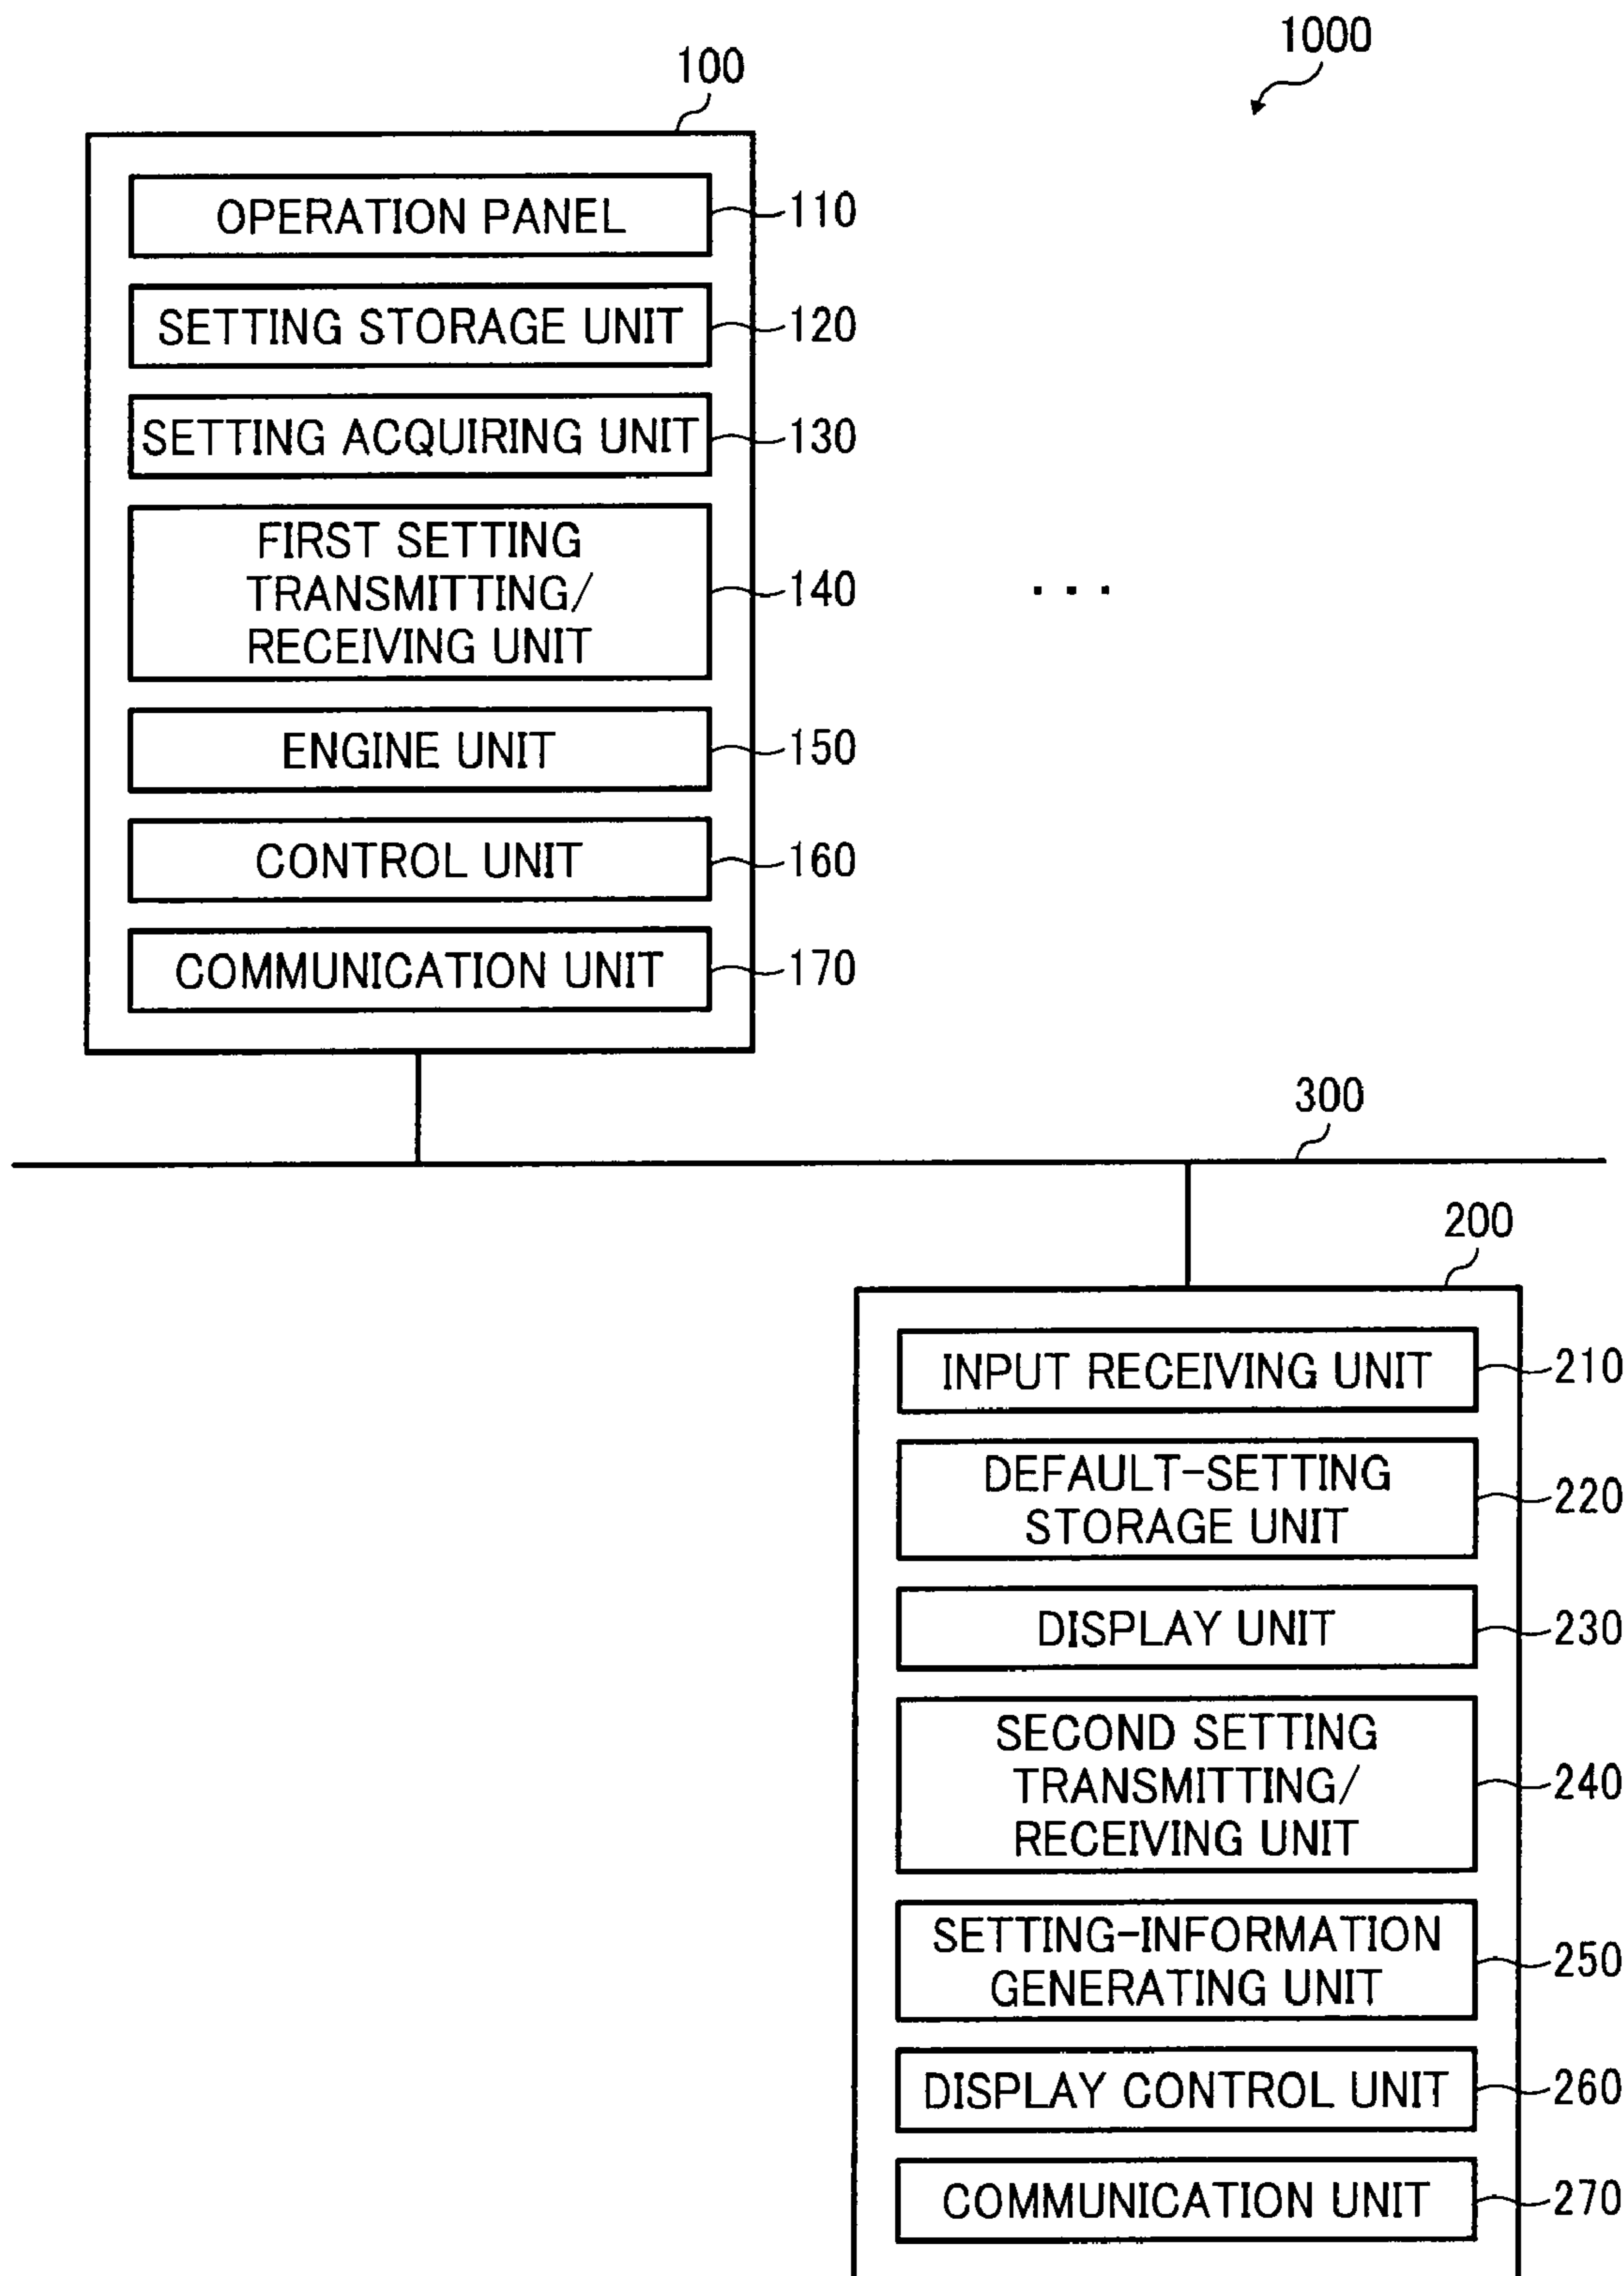 1000
100
OPERATION PANEL
110
SETTING STORAGE UNIT
120
SETTING ACQUIRING UNIT
130
FIRST SETTING
TRANSMITTING/
RECEIVING UNIT
140
. . .
ENGINE UNIT
150
CONTROL UNIT
160
COMMUNICATION UNIT
170
300
200
INPUT RECEIVING UNIT
210
DEFAULT-SETTING
STORAGE UNIT
220
DISPLAY UNIT
230
SECOND SETTING
TRANSMITTING/
RECEIVING UNIT
240
SETTING-INFORMATION
GENERATING UNIT
250
DISPLAY CONTROL UNIT
260
COMMUNICATION UNIT
270